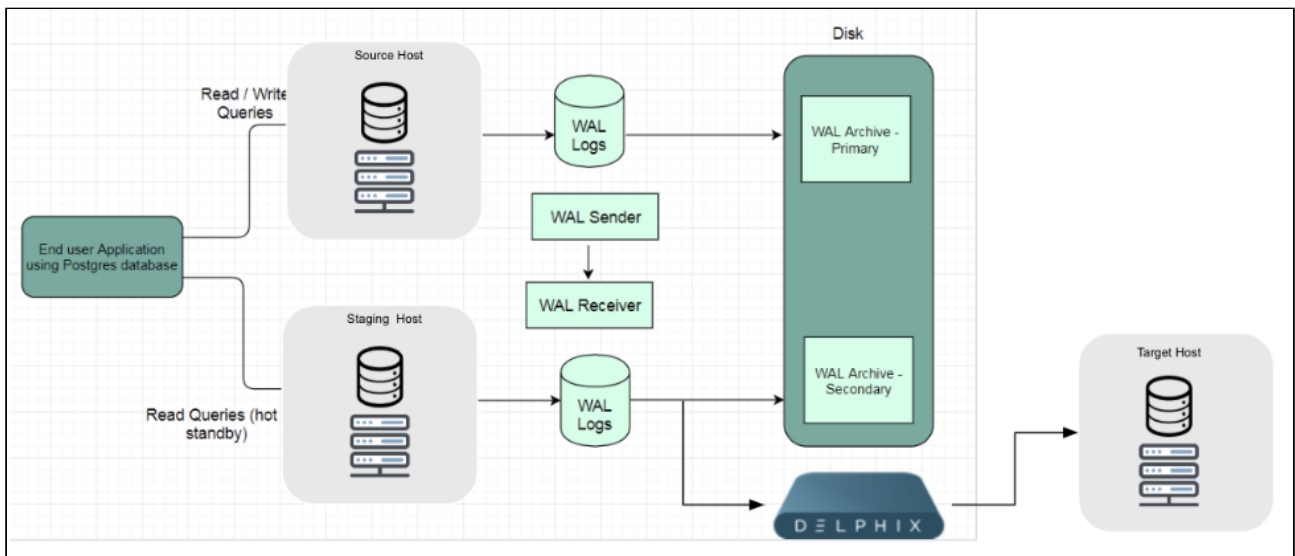 Disk
Source Host
Read / Write
Queries
WAL
Logs
WAL Archive -
Primary
WAL Sender
End user Application
using Postgres database
WAL Receiver
Staging Host
Target Host
WAL Archive -
Secondary
WAL
Logs
Read Queries (hot
standby)
DELPHIX